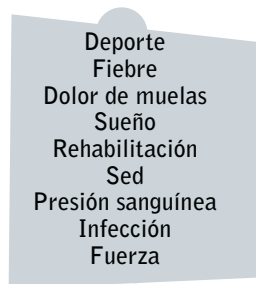 Deporte
Fiebre
Dolor de muelas
Sueño
Rehabilitación
Sed
Presión sanguínea
Infección
Fuerza